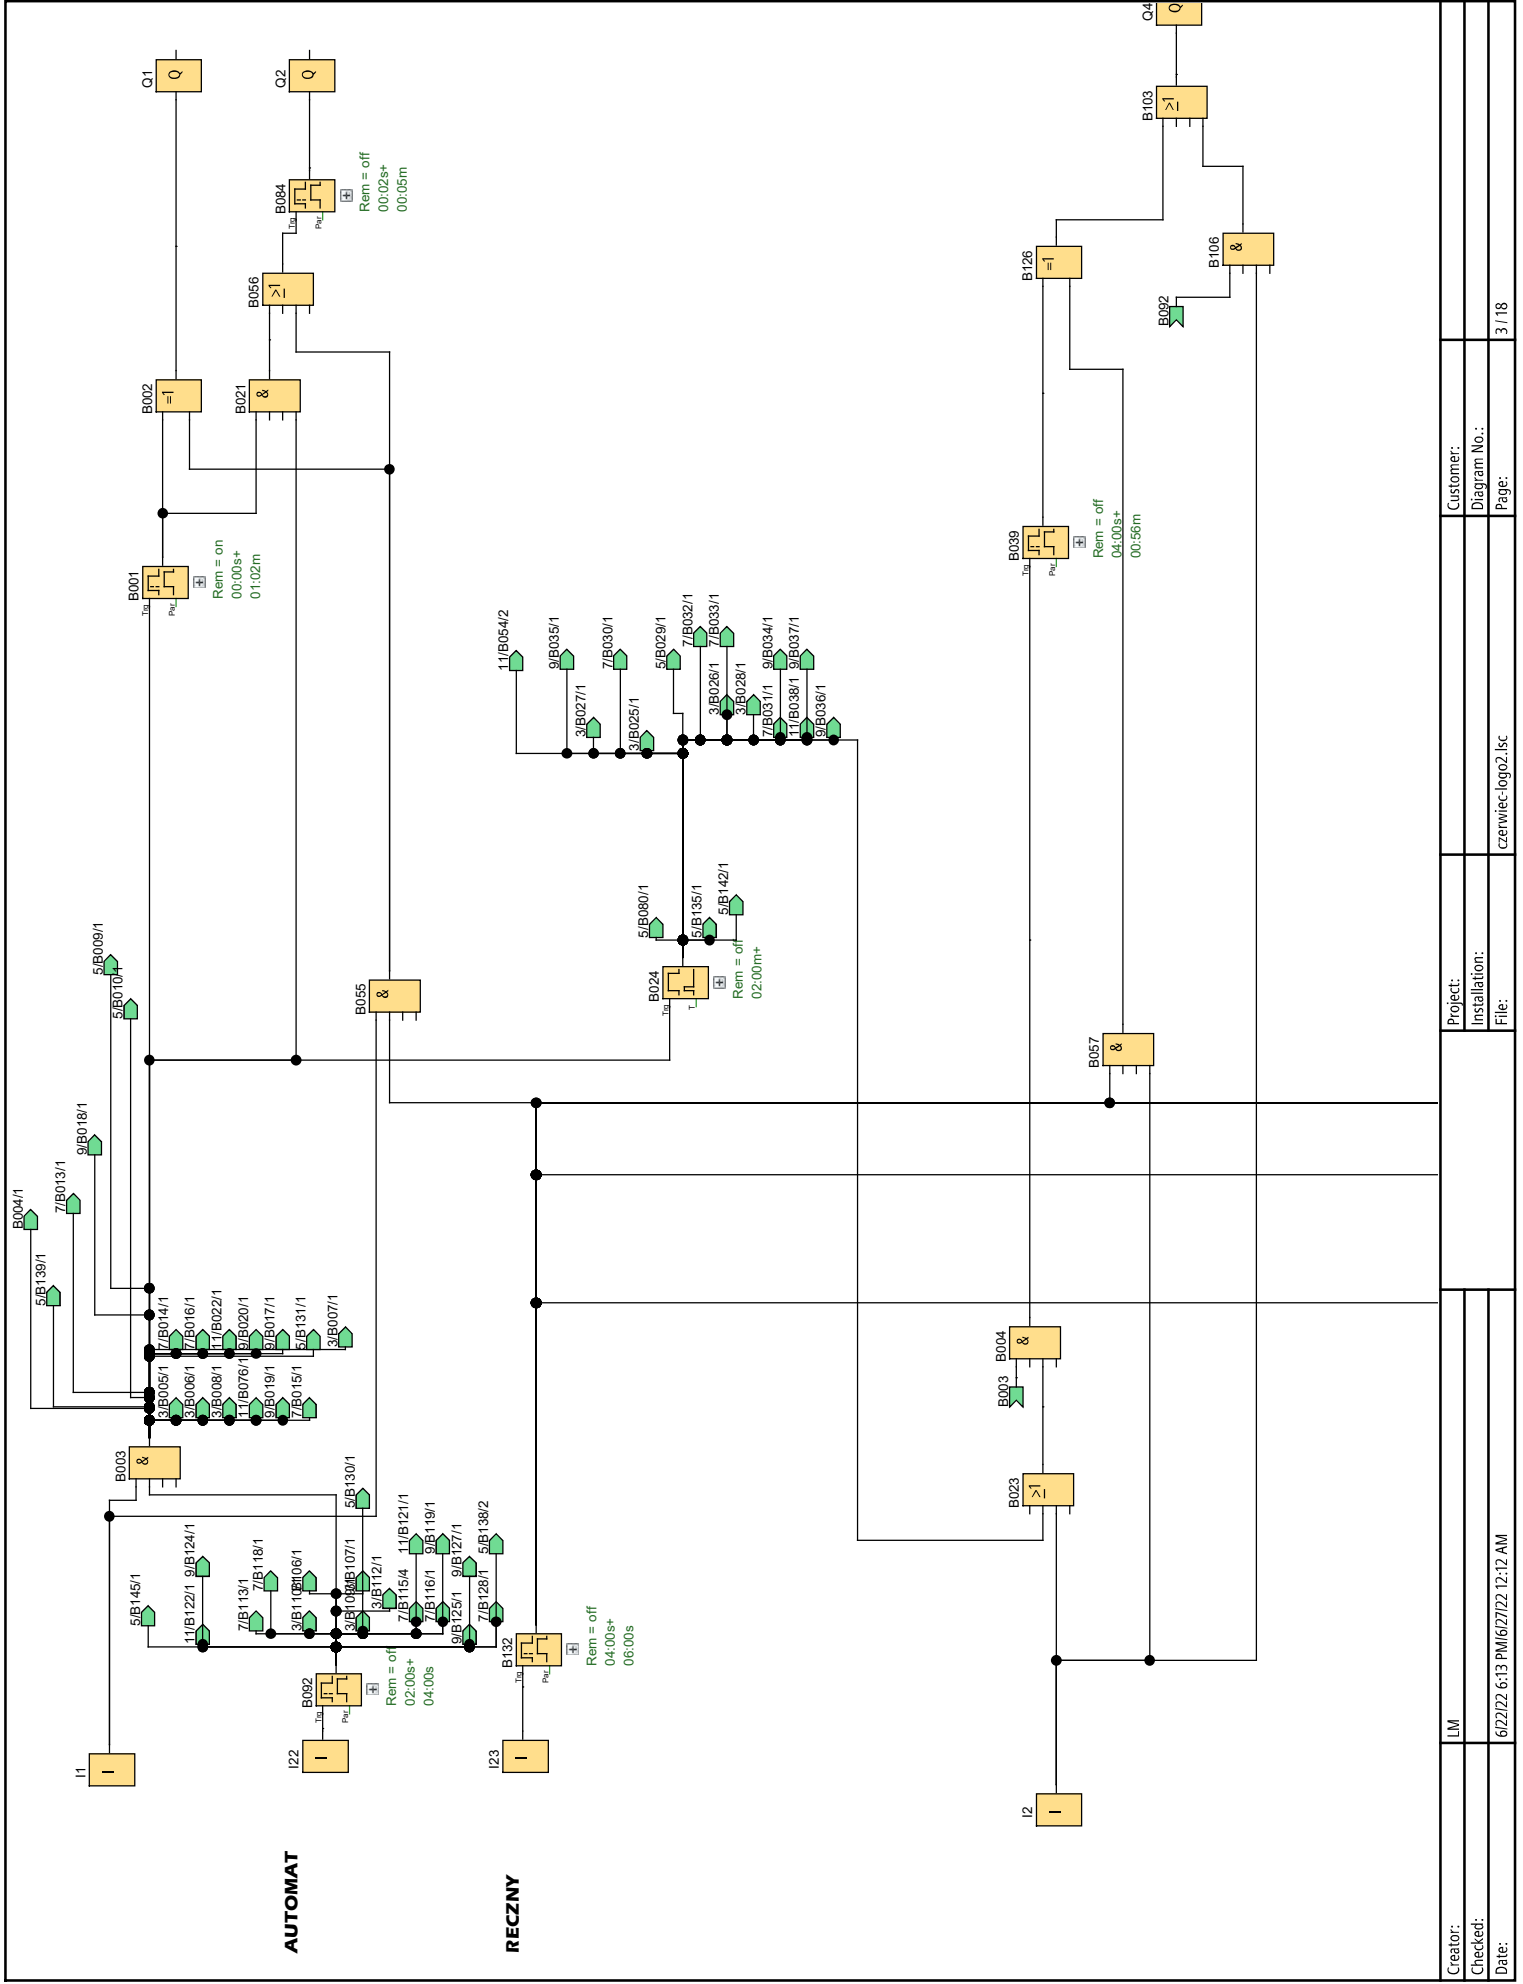 B004/1
5/B139/1
7/B013/1
I1
I
9/B018/1
5/B009/1
B003
&
5/B010/1
B001
Trg
Par
Rem = on
00:00s+
01:02m
B002
=1
Q1
Q
5/B145/1
3/B005/1
7/B014/1
3/B006/1
7/B016/1
11/B122/1
9/B124/1
3/B008/1
11/B022/1
11/B076/1
9/B020/1
9/B019/1
9/B017/1
7/B015/1
5/B131/1
3/B007/1
B021
&
B056
≥1
7/B113/1
7/B118/1
AUTOMAT
I22
I
B092
Trg
Par
Rem = off
02:00s+
04:00s
B084
Trg
Par
Rem = off
00:02s+
00:05m
Q2
Q
5/B130/1
3/B112/1
B055
&
7/B115/4
11/B121/1
7/B116/1
9/B119/1
9/B125/1
9/B127/1
7/B128/1
5/B138/2
RECZNY
I23
I
B132
Trg
Par
Rem = off
04:00s+
06:00s
11/B054/2
9/B035/1
3/B027/1
7/B030/1
3/B025/1
5/B080/1
5/B029/1
B024
Trg
T
Rem = off
02:00m+
5/B135/1
5/B142/1
7/B032/1
3/B026/1
7/B033/1
3/B028/1
7/B031/1
9/B034/1
11/B038/1
9/B037/1
9/B036/1
I2
I
B023
≥1
B003
B004
&
B039
Trg
Par
Rem = off
04:00s+
00:56m
B126
=1
B057
&
B103
≥1
Q4
Q
B092
B106
&
Creator:
LM
Project:
Customer:
Checked:
Installation:
Diagram No.:
Date:
6/22/22 6:13 PM/6/27/22 12:12 AM
File:
czerwiec-logo2.lsc
Page:
3 / 18